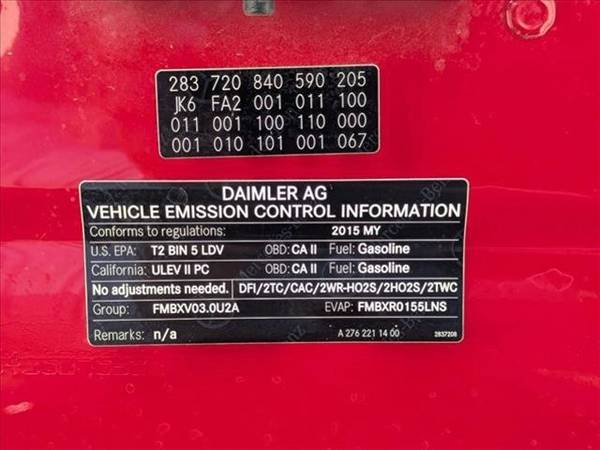 283 720 840 590 205
JK6 FA2 001 011 100
011 001 100 110 000
001 010 101 001 067
DAIMLER AG
VEHICLE EMISSION CONTROL INFORMATION
Conforms to regulations: 2015 MY
U.S. EPA: T2 BIN 5 LDV OBD: CA II Fuel: Gasoline
California: ULEV II PC OBD: CA II Fuel: Gasoline
No adjustments needed. DFI/2TC/CAC/2WR-HO2S/2HO2S/2TWC
Group: FMBXV03.0U2A EVAP: FMBXR0155LNS
Remarks: n/a A 276 221 14 00 2837208